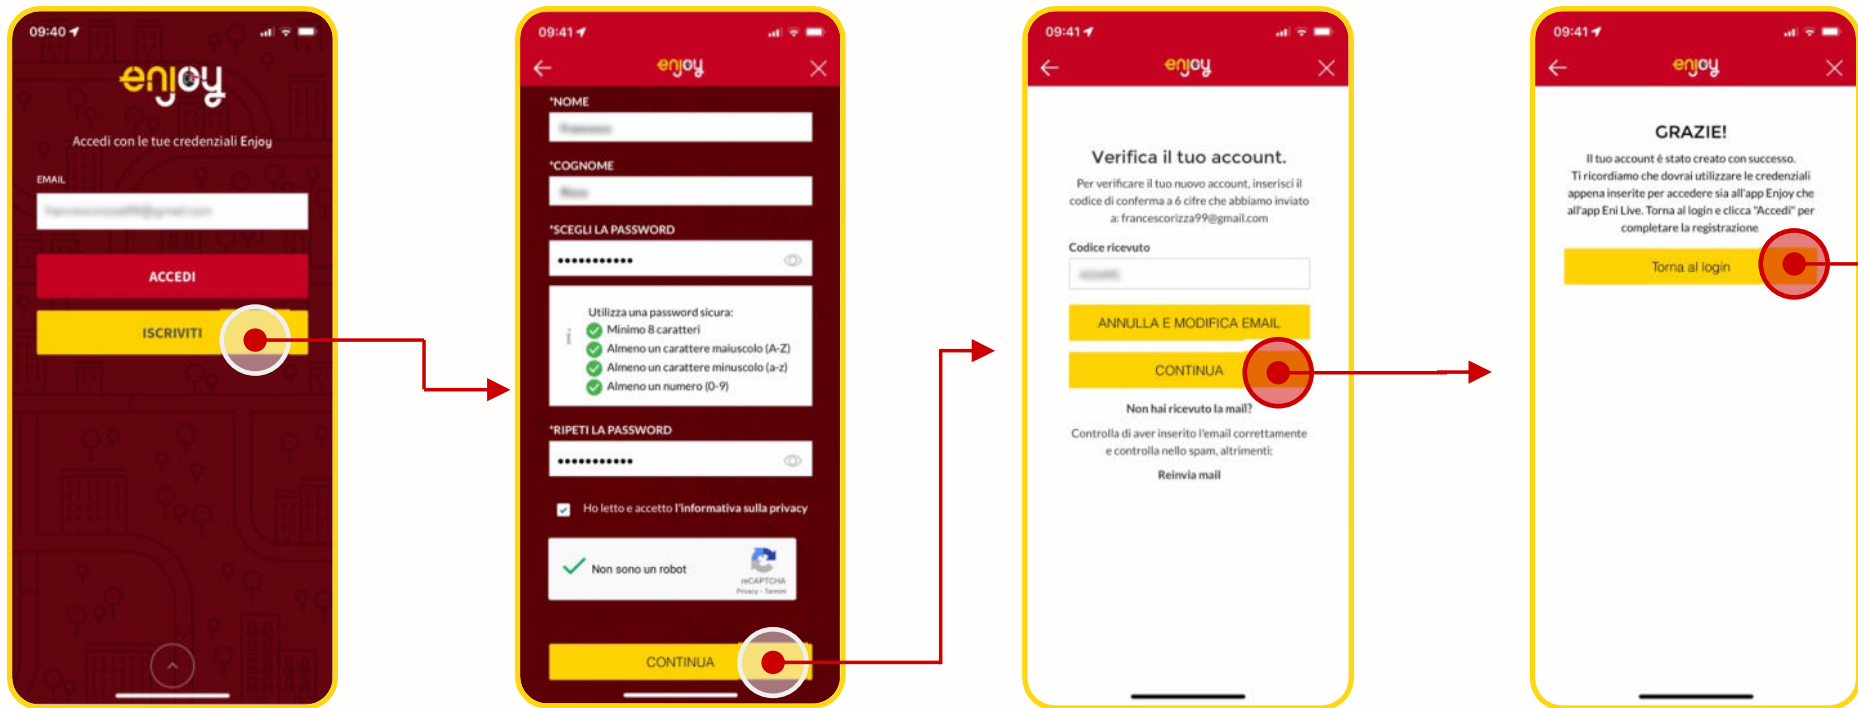 09:40
enjoy
Accedi con le tue credenziali Enjoy
EMAIL
ACCEDI
ISCRIVITI
09:41
enjoy
*NOME
*COGNOME
*SCEGLI LA PASSWORD
•••••••••••
Utilizza una password sicura:
Minimo 8 caratteri
Almeno un carattere maiuscolo (A-Z)
Almeno un carattere minuscolo (a-z)
Almeno un numero (0-9)
*RIPETI LA PASSWORD
•••••••••••
Ho letto e accetto l'informativa sulla privacy
Non sono un robot
reCAPTCHA
Privacy - Termini
CONTINUA
09:41
enjoy
Verifica il tuo account.
Per verificare il tuo nuovo account, inserisci il
codice di conferma a 6 cifre che abbiamo inviato
a: francescorizza99@gmail.com
Codice ricevuto
ANNULLA E MODIFICA EMAIL
CONTINUA
Non hai ricevuto la mail?
Controlla di aver inserito l'email correttamente
e controlla nello spam, altrimenti:
Reinvia mail
09:41
enjoy
GRAZIE!
Il tuo account è stato creato con successo.
Ti ricordiamo che dovrai utilizzare le credenziali
appena inserite per accedere sia all'app Enjoy che
all'app Eni Live. Torna al login e clicca "Accedi" per
completare la registrazione
Torna al login